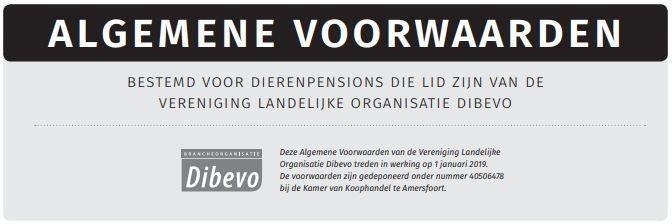 ALGEMENE VOORWAARDEN
BESTEMD VOOR DIERENPENSIONS DIE LID ZIJN VAN DE
VERENIGING LANDELIJKE ORGANISATIE DIBEVO
BRANCHEORGANISATIE
Dibevo
Deze Algemene Voorwaarden van de Vereniging Landelijke
Organisatie Dibevo treden in werking op 1 januari 2019.
De voorwaarden zijn gedeponeerd onder nummer 40506478
bij de Kamer van Koophandel te Amersfoort.